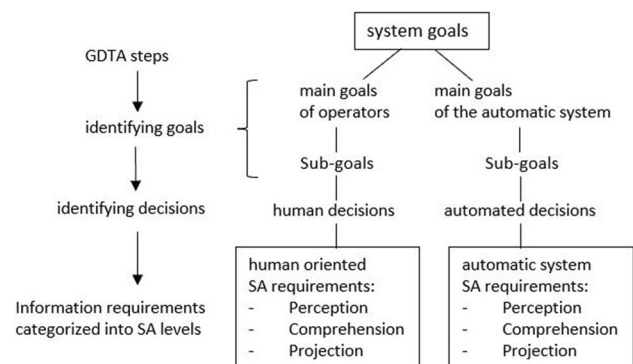 system goals
GDTA steps
identifying goals
identifying decisions
Information requirements
categorized into SA levels
main goals
of operators
Sub-goals
human decisions
human oriented
SA requirements:
- Perception
- Comprehension
- Projection
main goals
of the automatic system
Sub-goals
automated decisions
automatic system
SA requirements:
- Perception
- Comprehension
- Projection